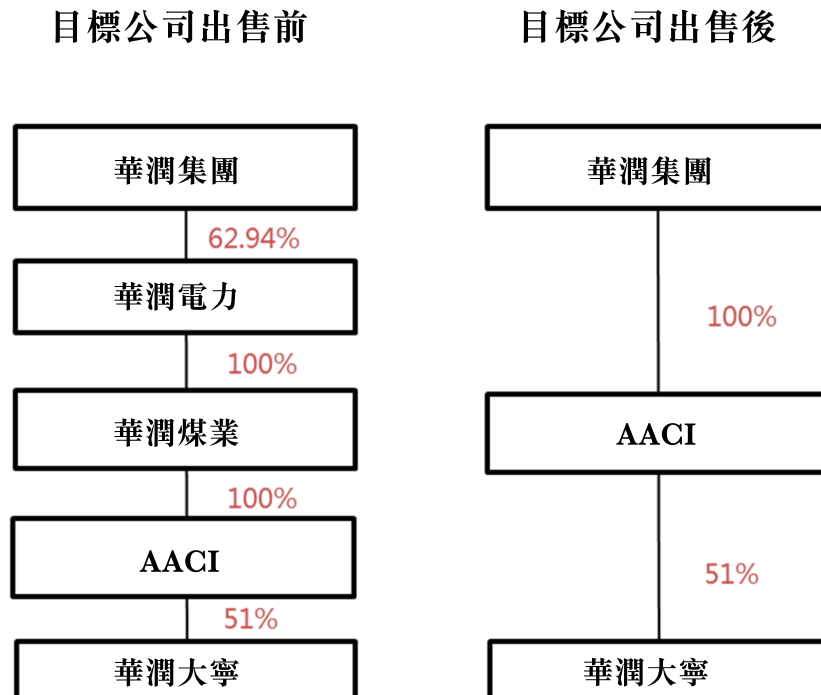 目標公司出售前
華潤集團
62.94%
華潤電力
100%
華潤煤業
100%
AACI
51%
華潤大寧
目標公司出售後
華潤集團
100%
AACI
51%
華潤大寧